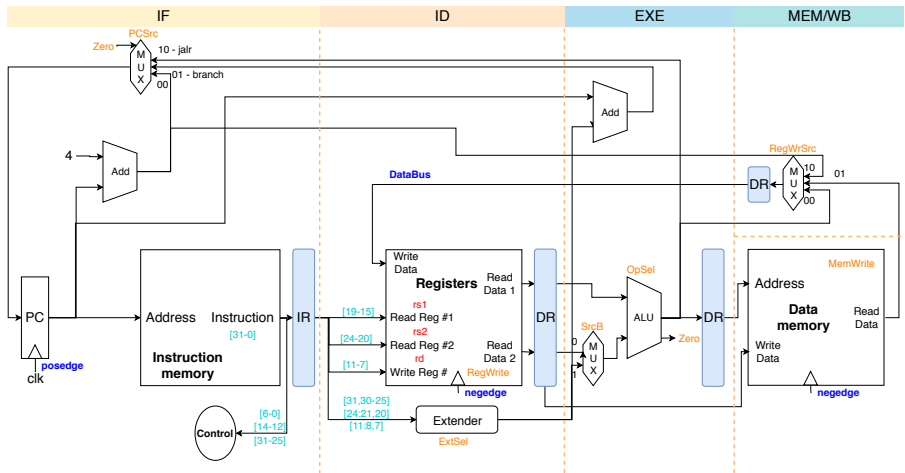 IF
ID
EXE
MEM/WB
PCSrc
Zero
M
U
X
10 - jalr
01 - branch
00
4
Add
Add
DataBus
RegWrSrc
DR
M
U
X
10
01
00
PC
posedge
clk
Address
Instruction
[31-0]
Instruction
memory
IR
[19-15]
[24-20]
[11-7]
Write
Data
Registers
Read
Data 1
rs1
Read Reg #1
rs2
Read Reg #2
rd
Write Reg #
Read
Data 2
RegWrite
negedge
DR
OpSel
ALU
Zero
SrcB
0
M
U
X
1
DR
MemWrite
Address
Data
memory
Read
Data
Write
Data
negedge
[6-0]
[14-12]
[31-25]
Control
[31,30-25]
[24:21,20]
[11:8,7]
Extender
ExtSel